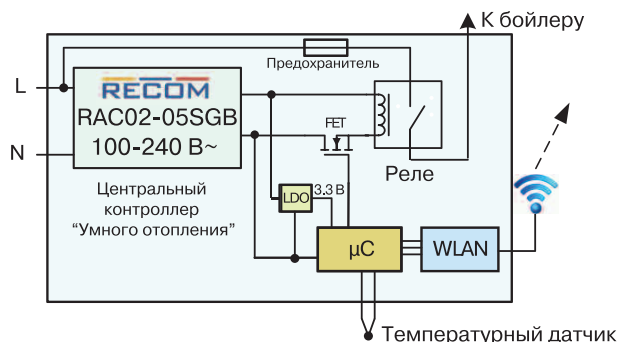 К бойлеру
Предохранитель
L
RECOM
RAC02-05SGB
100-240 В~
N
FET
Реле
Центральный
контроллер
“Умного отопления”
LDO
3.3 В
µC
WLAN
Температурный датчик